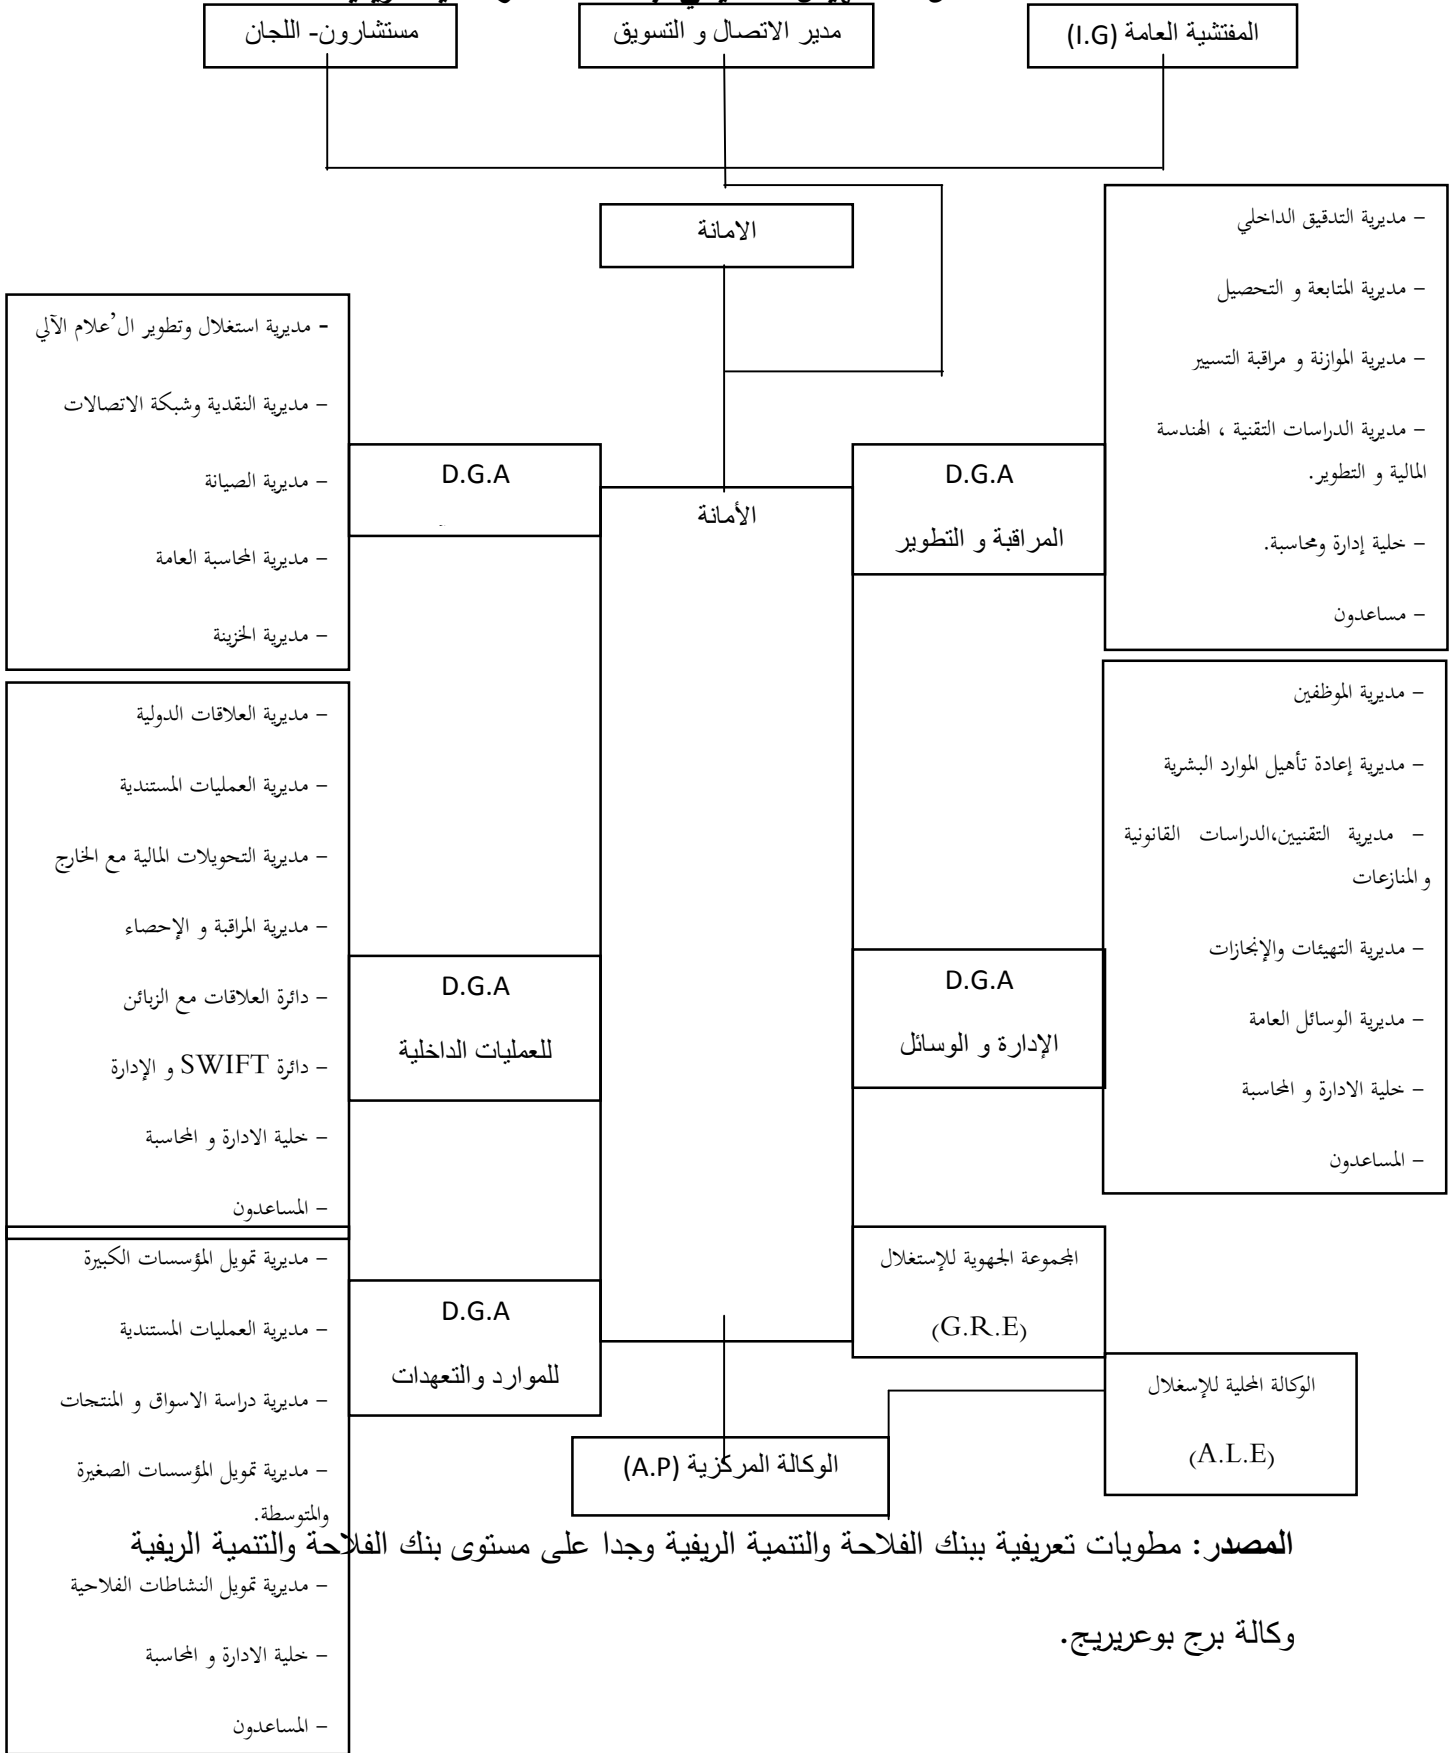 المفتشية العامة (I.G)
مدير الاتصال و التسويق
مستشارون- اللجان
الامانة
– مديرية التدقيق الداخلي
– مديرية المتابعة و التحصيل
– مديرية الموازنة و مراقبة التسيير
– مديرية الدراسات التقنية ، الهندسة
المالية و التطوير.
– خلية إدارة ومحاسبة.
– مساعدون
- مديرية استغلال وتطوير ال'علام الآلي
– مديرية النقدية وشبكة الاتصالات
– مديرية الصيانة
– مديرية المحاسبة العامة
– مديرية الخزينة
D.G.A
المراقبة و التطوير
الأمانة
D.G.A
– مديرية الموظفين
– مديرية إعادة تأهيل الموارد البشرية
– مديرية التقنيين،الدراسات القانونية
و المنازعات
– مديرية التهيئات والإنجازات
– مديرية الوسائل العامة
– خلية الادارة و المحاسبة
– المساعدون
D.G.A
الإدارة و الوسائل
D.G.A
للعمليات الداخلية
– مديرية العلاقات الدولية
– مديرية العمليات المستندية
– مديرية التحويلات المالية مع الخارج
– مديرية المراقبة و الإحصاء
– دائرة العلاقات مع الزبائن
– دائرة SWIFT و الإدارة
– خلية الادارة و المحاسبة
– المساعدون
المجموعة الجهوية للإستغلال
(G.R.E)
D.G.A
للموارد والتعهدات
– مديرية تمويل المؤسسات الكبيرة
– مديرية العمليات المستندية
– مديرية دراسة الاسواق و المنتجات
– مديرية تمويل المؤسسات الصغيرة
والمتوسطة.
– مديرية تمويل النشاطات الفلاحية
– خلية الادارة و المحاسبة
– المساعدون
الوكالة المحلية للإسغلال
(A.L.E)
الوكالة المركزية (A.P)
المصدر: مطويات تعريفية ببنك الفلاحة والتنمية الريفية وجدا على مستوى بنك الفلاحة والتنمية الريفية
وكالة برج بوعريريج.